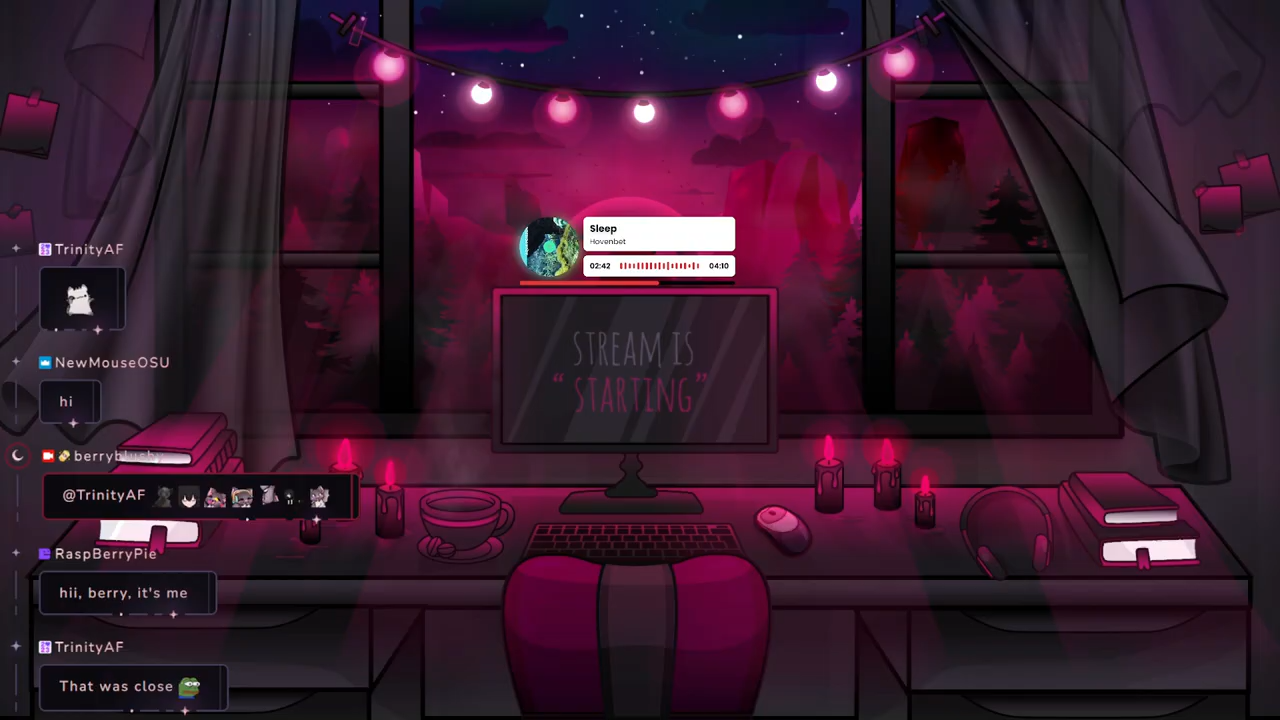 Sleep
Hovenbet
02:42 04:10
STREAM IS
“ STARTING”
TrinityAF
NewMouseOSU
hi
berryblushy
@TrinityAF
RaspBerryPie
hii, berry, it's me
TrinityAF
That was close